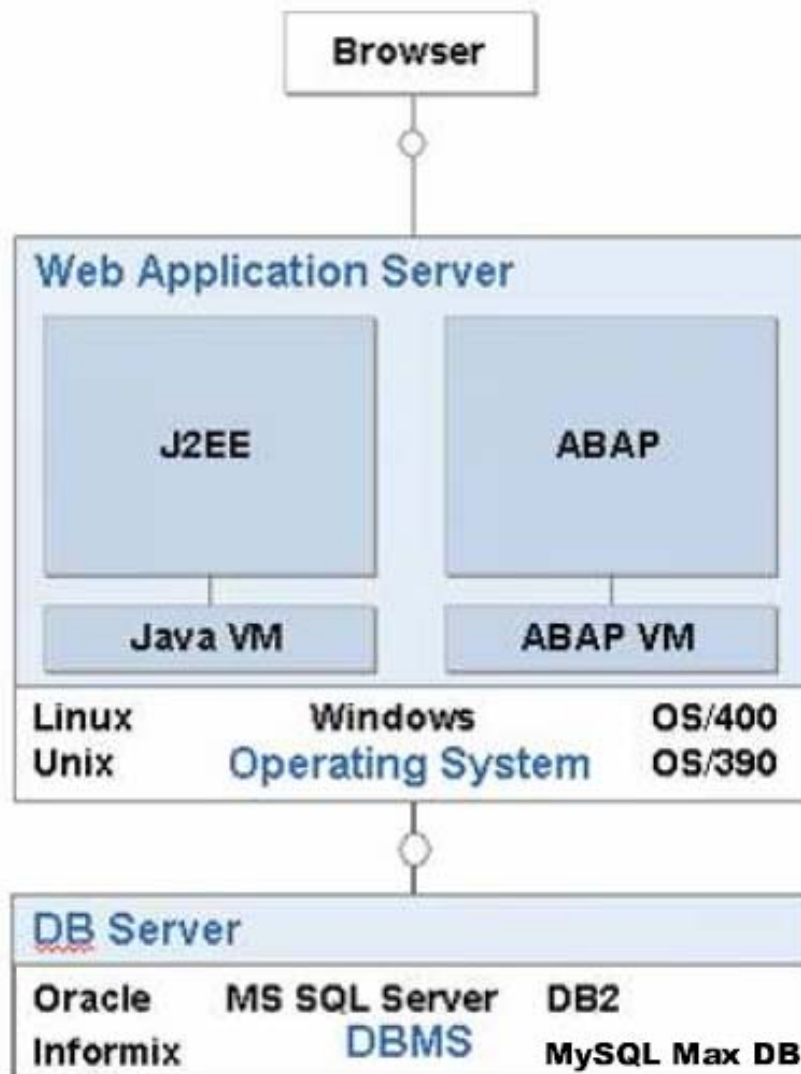 Browser
Web Application Server
J2EE ABAP
Java VM ABAP VM
Linux Windows OS/400
Unix Operating System OS/390
DB Server
Oracle MS SQL Server DB2
Informix DBMS MySQL Max DB